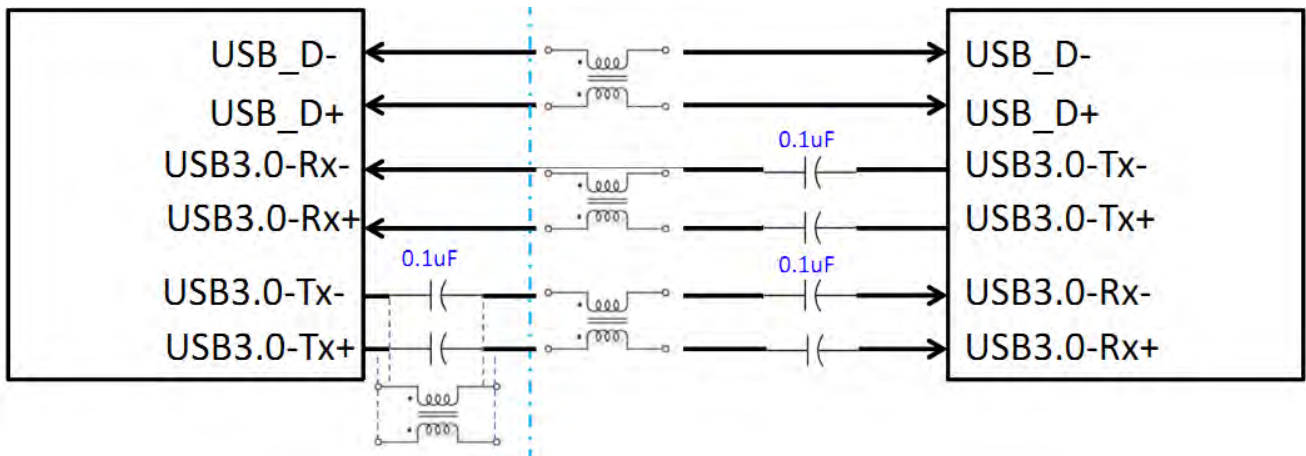 USB_D-
USB_D-
USB_D+
USB_D+
0.1uF
USB3.0-Rx-
USB3.0-Tx-
USB3.0-Rx+
USB3.0-Tx+
0.1uF
0.1uF
USB3.0-Tx-
USB3.0-Rx-
USB3.0-Tx+
USB3.0-Rx+